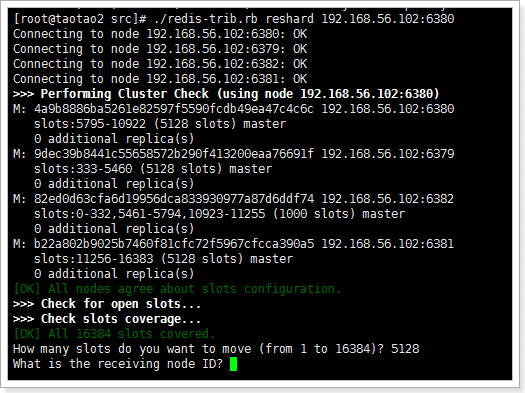 [root@taotao2 src]# ./redis-trib.rb reshard 192.168.56.102:6380
Connecting to node 192.168.56.102:6380: OK
Connecting to node 192.168.56.102:6379: OK
Connecting to node 192.168.56.102:6382: OK
Connecting to node 192.168.56.102:6381: OK
>>> Performing Cluster Check (using node 192.168.56.102:6380)
M: 4a9b8886ba5261e82597f5590fcdb49ea47c4c6c 192.168.56.102:6380
slots:5795-10922 (5128 slots) master
0 additional replica(s)
M: 9dec39b8441c55658572b290f413200eaa76691f 192.168.56.102:6379
slots:333-5460 (5128 slots) master
0 additional replica(s)
M: 82ed0d63cfa6d19956dca833930977a87d6ddf74 192.168.56.102:6382
slots:0-332,5461-5794,10923-11255 (1000 slots) master
0 additional replica(s)
M: b22a802b9025b7460f81cfc72f5967cfcca390a5 192.168.56.102:6381
slots:11256-16383 (5128 slots) master
0 additional replica(s)
[OK] All nodes agree about slots configuration.
>>> Check for open slots...
>>> Check slots coverage...
[OK] All 16384 slots covered.
How many slots do you want to move (from 1 to 16384)? 5128
What is the receiving node ID?